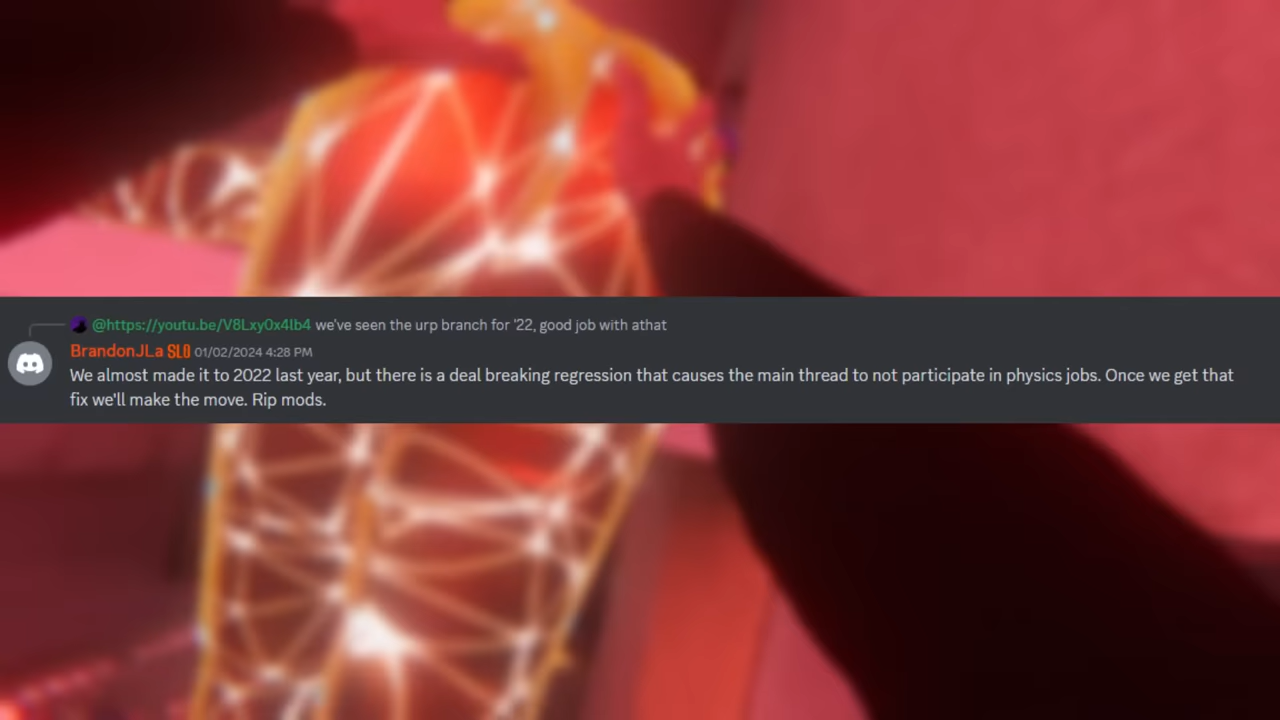 @https://youtu.be/V8Lxy0x4lb4 we've seen the urp branch for '22, good job with athat
BrandonJLa SLO 01/02/2024 4:28 PM
We almost made it to 2022 last year, but there is a deal breaking regression that causes the main thread to not participate in physics jobs. Once we get that
fix we'll make the move. Rip mods.